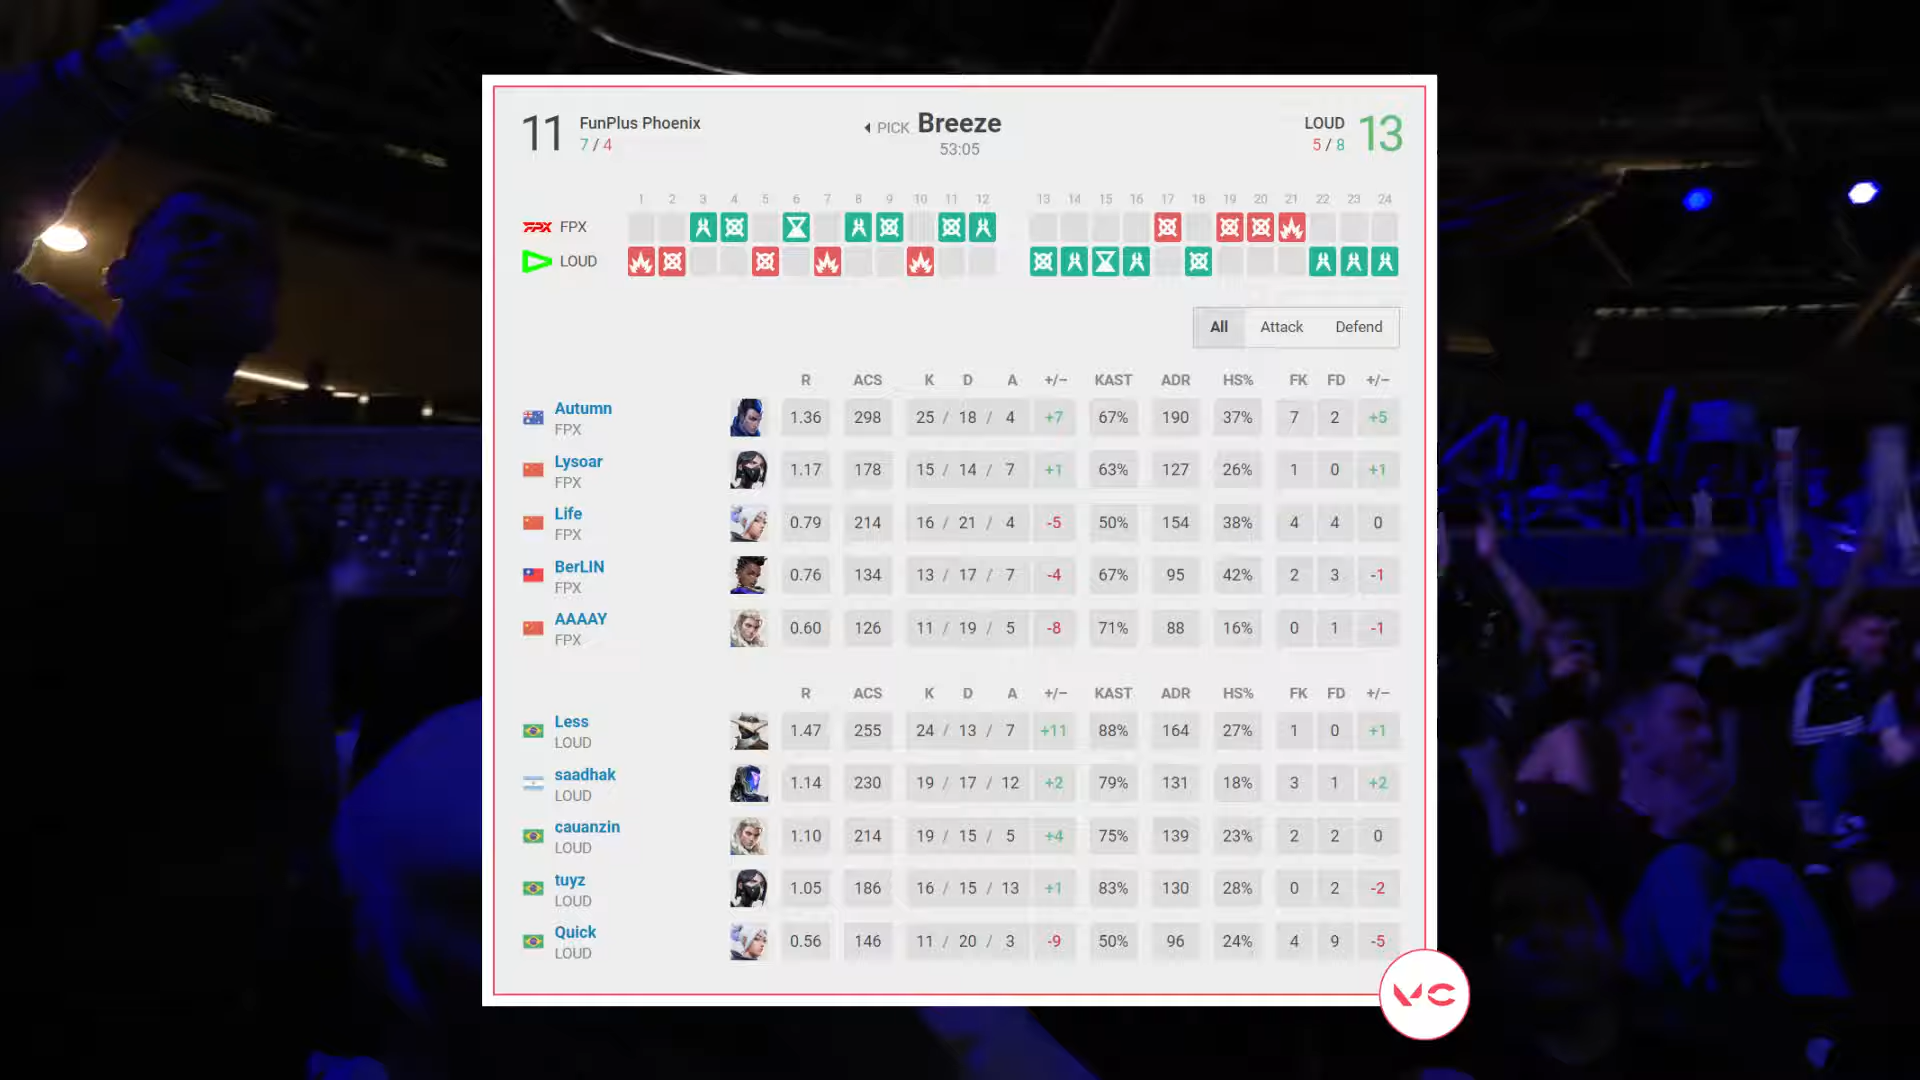 11 FunPlus Phoenix 7 / 4 PICK Breeze 53:05 LOUD 5 / 8 13
1 2 3 4 5 6 7 8 9 10 11 12 13 14 15 16 17 18 19 20 21 22 23 24
FPX FPX
LOUD
All Attack Defend
R ACS K D A +/− KAST ADR HS% FK FD +/−
Autumn FPX 1.36 298 25 / 18 / 4 +7 67% 190 37% 7 2 +5
Lysoar FPX 1.17 178 15 / 14 / 7 +1 63% 127 26% 1 0 +1
Life FPX 0.79 214 16 / 21 / 4 -5 50% 154 38% 4 4 0
BerLIN FPX 0.76 134 13 / 17 / 7 -4 67% 95 42% 2 3 -1
AAAAY FPX 0.60 126 11 / 19 / 5 -8 71% 88 16% 0 1 -1
R ACS K D A +/− KAST ADR HS% FK FD +/−
Less LOUD 1.47 255 24 / 13 / 7 +11 88% 164 27% 1 0 +1
saadhak LOUD 1.14 230 19 / 17 / 12 +2 79% 131 18% 3 1 +2
cauanzin LOUD 1.10 214 19 / 15 / 5 +4 75% 139 23% 2 2 0
tuyz LOUD 1.05 186 16 / 15 / 13 +1 83% 130 28% 0 2 -2
Quick LOUD 0.56 146 11 / 20 / 3 -9 50% 96 24% 4 9 -5
VC